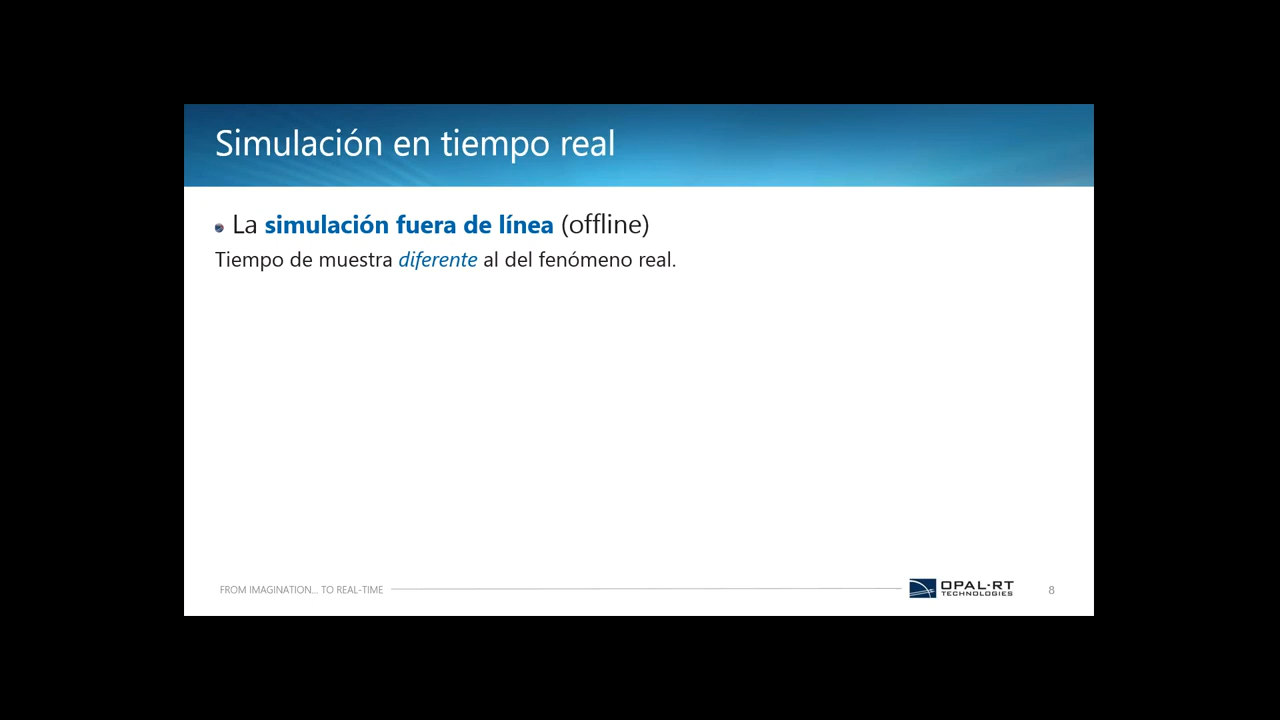 Simulación en tiempo real
La simulación fuera de línea (offline)
Tiempo de muestra diferente al del fenómeno real.
FROM IMAGINATION... TO REAL-TIME
OPAL-RT
TECHNOLOGIES
8